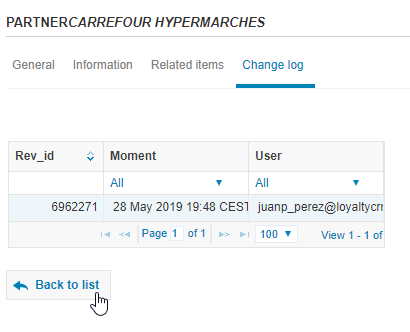 PARTNERCARREFOUR HYPERMARCHES
General Information Related items Change log
Rev_id Moment User
All All
6962271 28 May 2019 19:48 CEST juanp_perez@loyaltycr
Page 1 of 1 100 View 1 - 1 of
Back to list